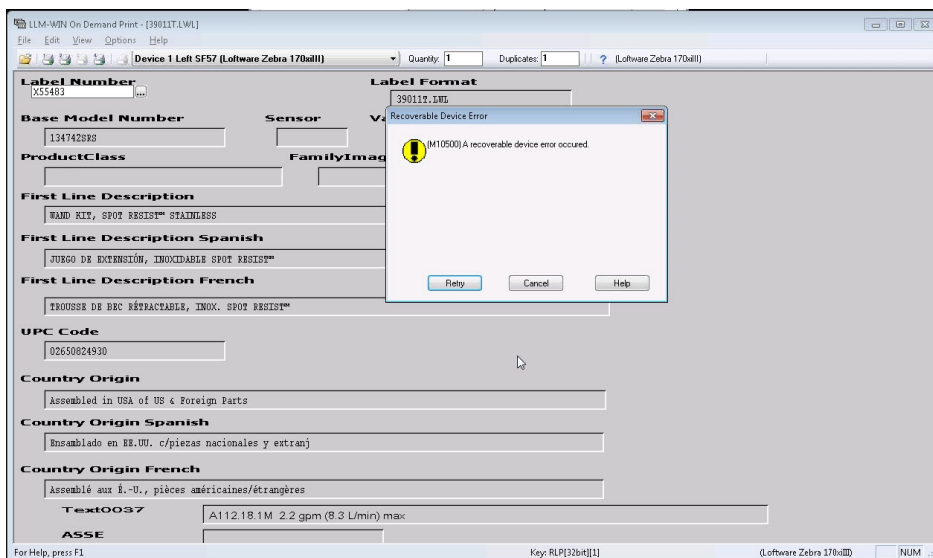 LLM-WIN On Demand Print - [39011T.LWL]
File Edit View Options Help
Device 1 Left SF57 (Loftware Zebra 170xiIII) Quantity: 1 Duplicates: 1 ? (Loftware Zebra 170xiIII)
Label Number Label Format
X55483 ... 39011T.LWL
Base Model Number Sensor
134742SRS
ProductClass
First Line Description
WAND KIT, SPOT RESIST™ STAINLESS
First Line Description Spanish
JUEGO DE EXTENSIÓN, INOXIDABLE SPOT RESIST™
First Line Description French
TROUSSE DE BEC RÉTRACTABLE, INOX. SPOT RESIST™
UPC Code
02650824930
Country Origin
Assembled in USA of US & Foreign Parts
Country Origin Spanish
Ensamblado en EE.UU. c/piezas nacionales y extranj
Country Origin French
Assemblé aux É.-U., pièces américaines/étrangères
Text0037 A112.18.1M 2.2 gpm (8.3 L/min) max
ASSE
Recoverable Device Error
(M10500) A recoverable device error occured.
Retry Cancel Help
For Help, press F1 Key: RLP[32bit][1] (Loftware Zebra 170xiIII) NUM